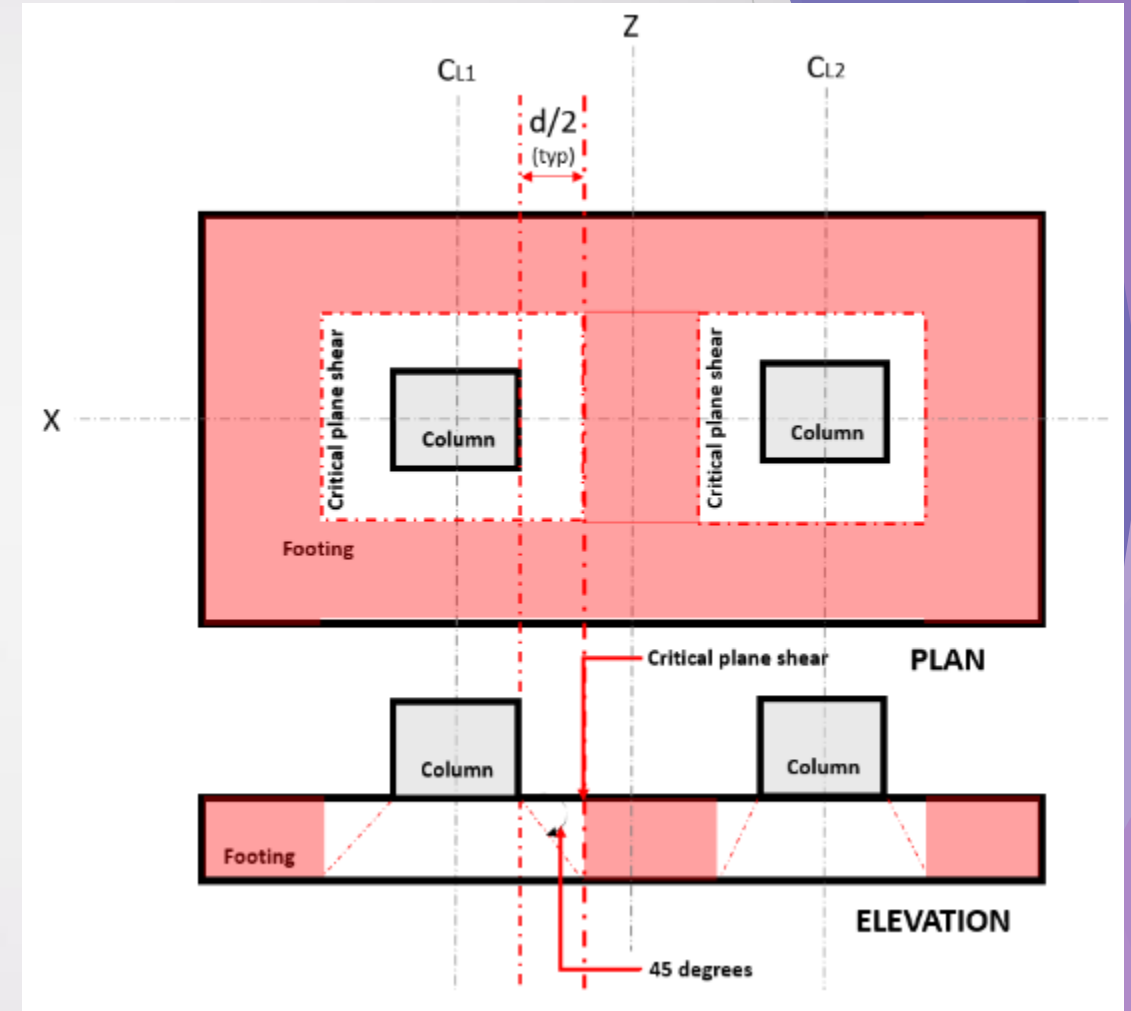 Z
CL1
CL2
d/2
(typ)
Critical plane shear
Critical plane shear
X
Column
Column
Footing
Critical plane shear
PLAN
Column
Column
Footing
ELEVATION
45 degrees